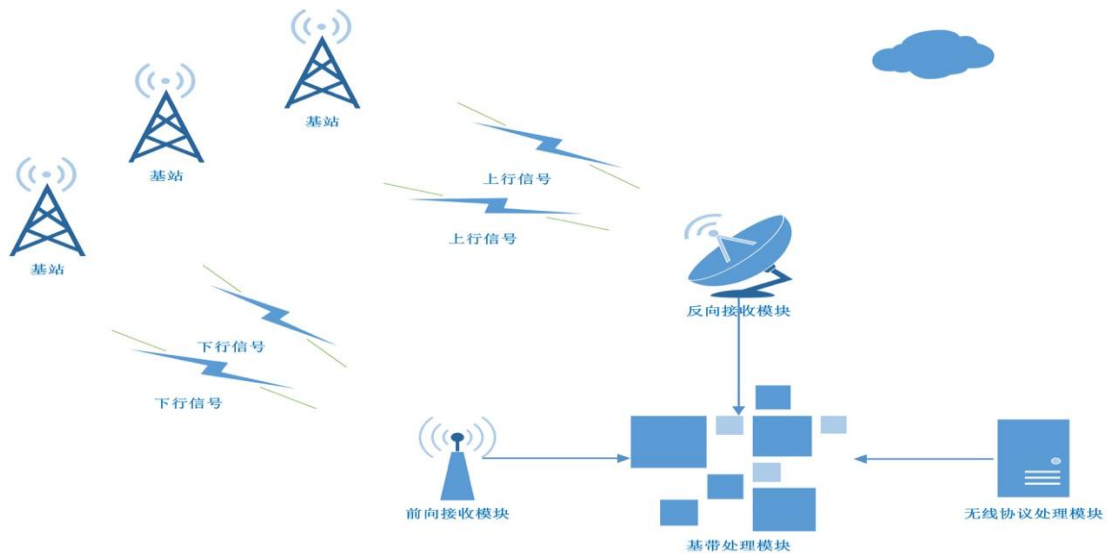 基站
基站
上行信号
上行信号
基站
反向接收模块
下行信号
下行信号
前向接收模块
无线协议处理模块
基带处理模块